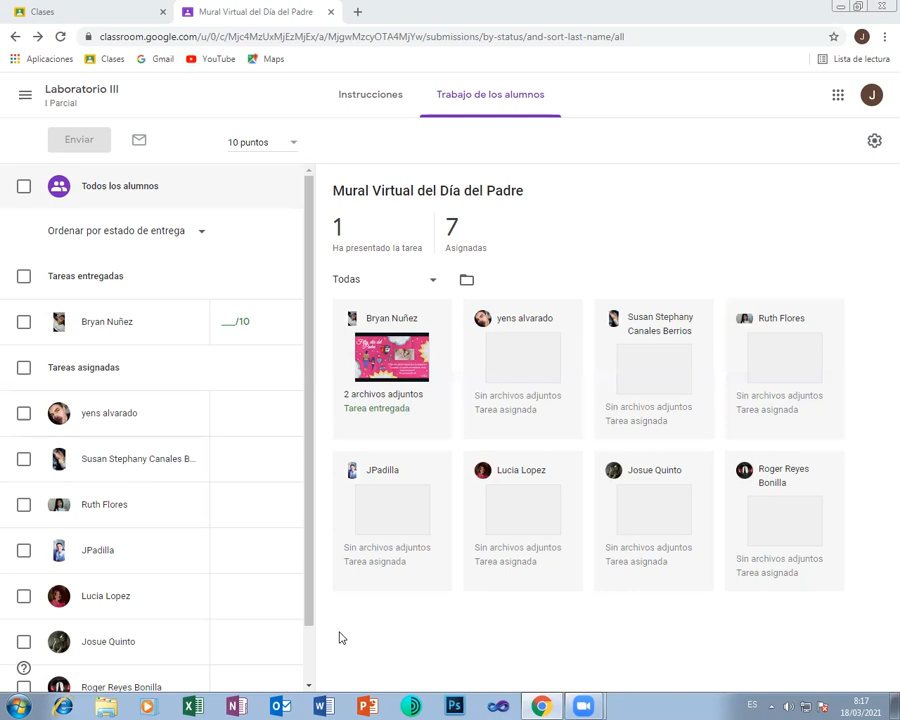 Clases
Mural Virtual del Día del Padre
classroom.google.com/u/0/c/Mjc4MzUxMjEzMjEx/a/MjgwMzcyOTA4MjYw/submissions/by-status/and-sort-last-name/all
J
Aplicaciones
Clases
Gmail
YouTube
Maps
Lista de lectura
Laboratorio III
I Parcial
Instrucciones
Trabajo de los alumnos
J
Enviar
10 puntos
Todos los alumnos
Ordenar por estado de entrega
Tareas entregadas
Bryan Nuñez
___/10
Tareas asignadas
yens alvarado
Susan Stephany Canales B...
Ruth Flores
JPadilla
Lucia Lopez
Josue Quinto
Roger Reyes Bonilla
Mural Virtual del Día del Padre
1
Ha presentado la tarea
7
Asignadas
Todas
Bryan Nuñez
2 archivos adjuntos
Tarea entregada
yens alvarado
Sin archivos adjuntos
Tarea asignada
Susan Stephany
Canales Berrios
Sin archivos adjuntos
Tarea asignada
Ruth Flores
Sin archivos adjuntos
Tarea asignada
JPadilla
Sin archivos adjuntos
Tarea asignada
Lucia Lopez
Sin archivos adjuntos
Tarea asignada
Josue Quinto
Sin archivos adjuntos
Tarea asignada
Roger Reyes
Bonilla
Sin archivos adjuntos
Tarea asignada
ES
8:17
18/03/2021